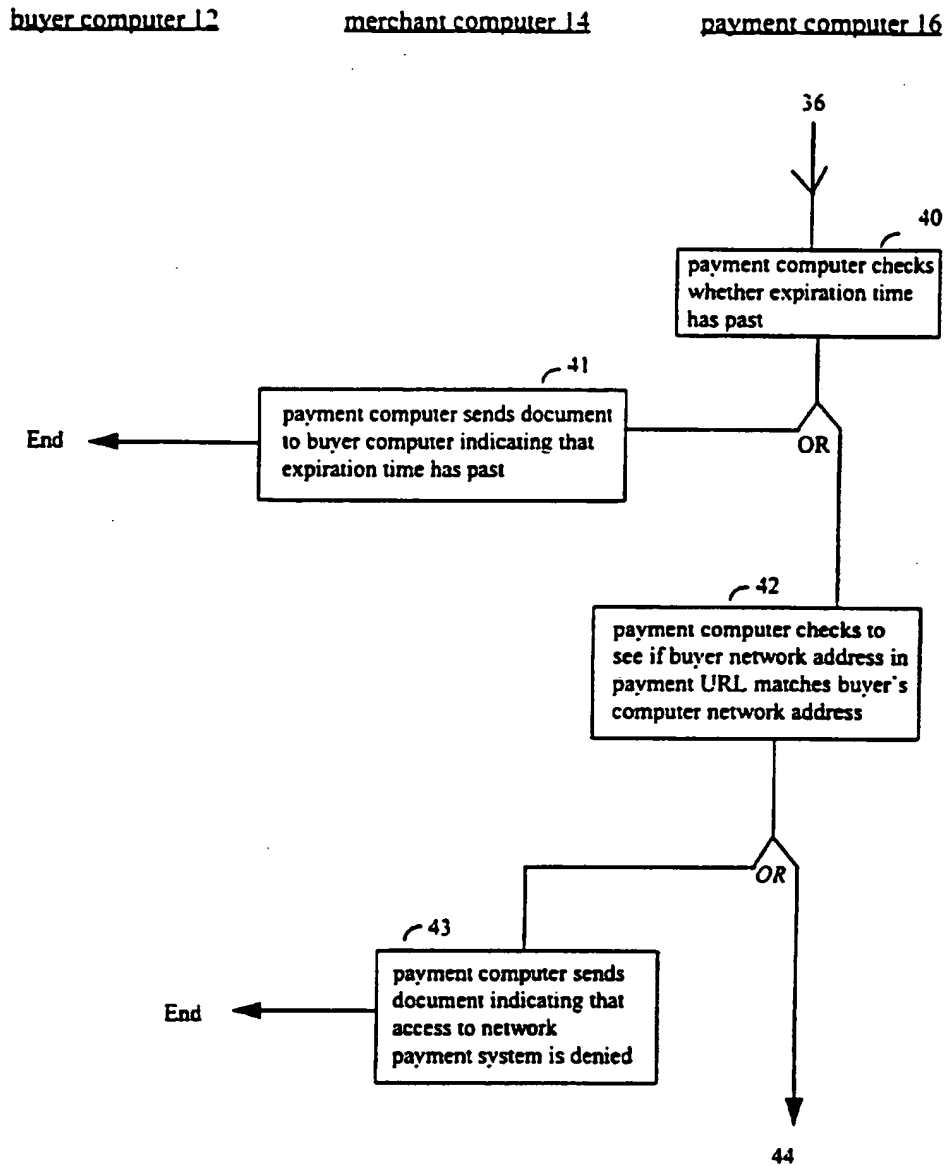 buyer computer 12
merchant computer 14
payment computer 16
36
40
payment computer checks
whether expiration time
has past
41
payment computer sends document
to buyer computer indicating that
expiration time has past
End
OR
42
payment computer checks to
see if buyer network address in
payment URL matches buyer's
computer network address
OR
43
payment computer sends
document indicating that
access to network
payment system is denied
End
44